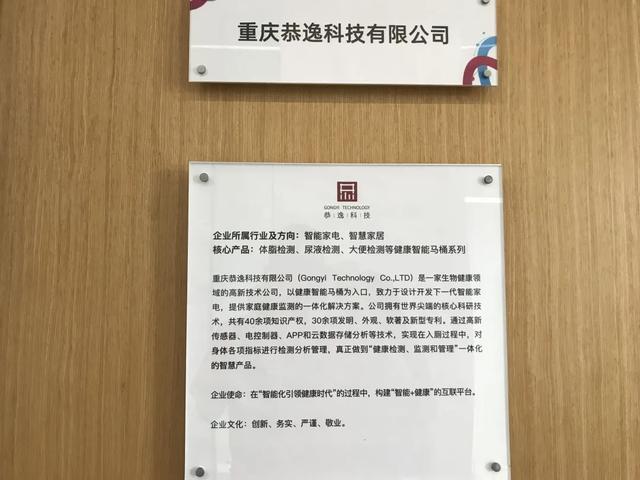 重庆恭逸科技有限公司
GONGYI TECHNOLOGY
恭逸科技
企业所属行业及方向：智能家电、智慧家居
核心产品：体脂检测、尿液检测、大便检测等健康智能马桶系列
重庆恭逸科技有限公司（Gongyi Technology Co.,LTD）是一家生物健康领
域的高新技术公司，以健康智能马桶为入口，致力于设计开发下一代智能家
电，提供家庭健康监测的一体化解决方案。公司拥有世界尖端的核心科研技
术，共有40余项知识产权，30余项发明、外观、软著及新型专利。通过高新
传感器、电控制器、APP和云数据存储分析等技术，实现在入厕过程中，对
身体各项指标进行检测分析管理，真正做到“健康检测、监测和管理”一体化
的智慧产品。
企业使命：在“智能化引领健康时代”的过程中，构建“智能+健康”的互联平台。
企业文化：创新、务实、严谨、敬业。